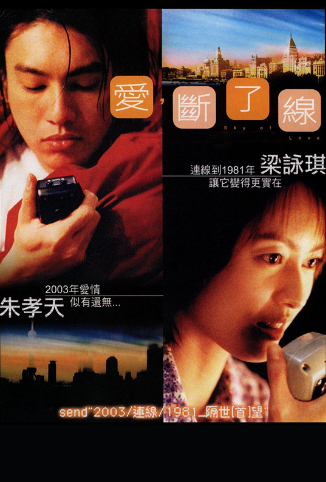 愛,斷了線
Sky of Love
連線到1981年 梁詠琪
讓它變得更實在
2003年愛情
朱孝天 似有還無...
send"2003/連線/1981_隔世[首]望"